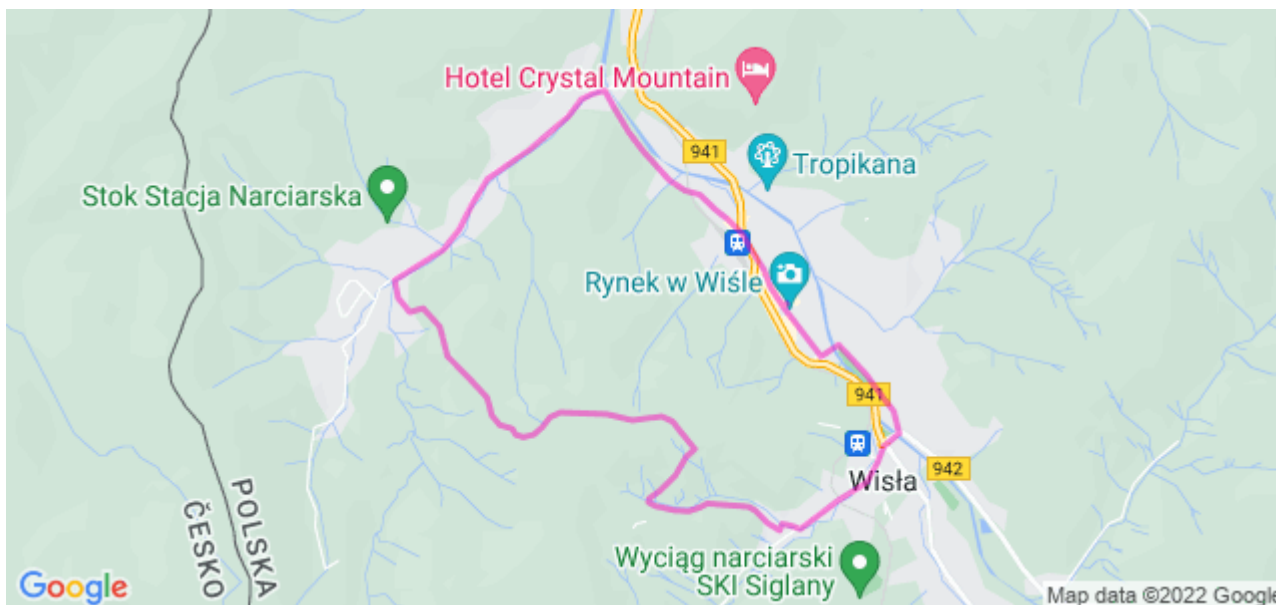 Hotel Crystal Mountain
941
Tropikana
Stok Stacja Narciarska
Rynek w Wiśle
941
942
Wisła
POLSKA
ČESKO
Wyciąg narciarski
SKI Siglany
Google
Map data ©2022 Google